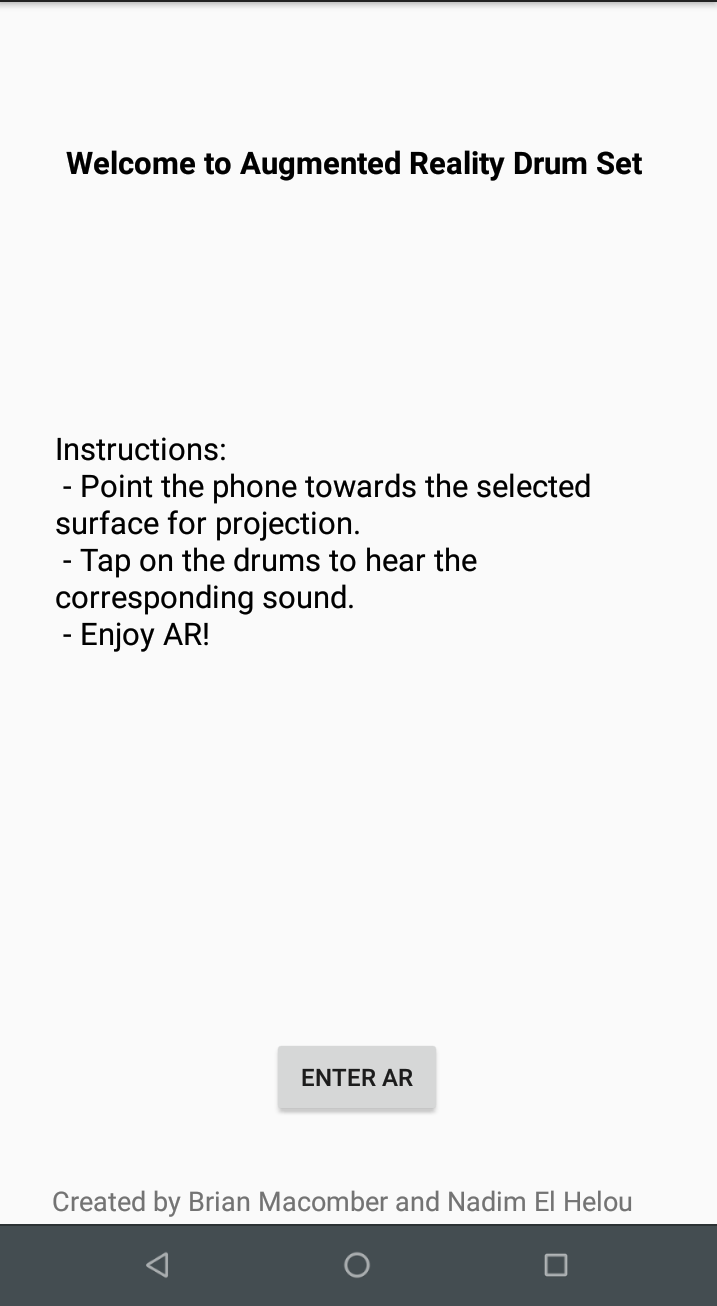 Welcome to Augmented Reality Drum Set
Instructions:
- Point the phone towards the selected
surface for projection.
- Tap on the drums to hear the
corresponding sound.
- Enjoy AR!
ENTER AR
Created by Brian Macomber and Nadim El Helou